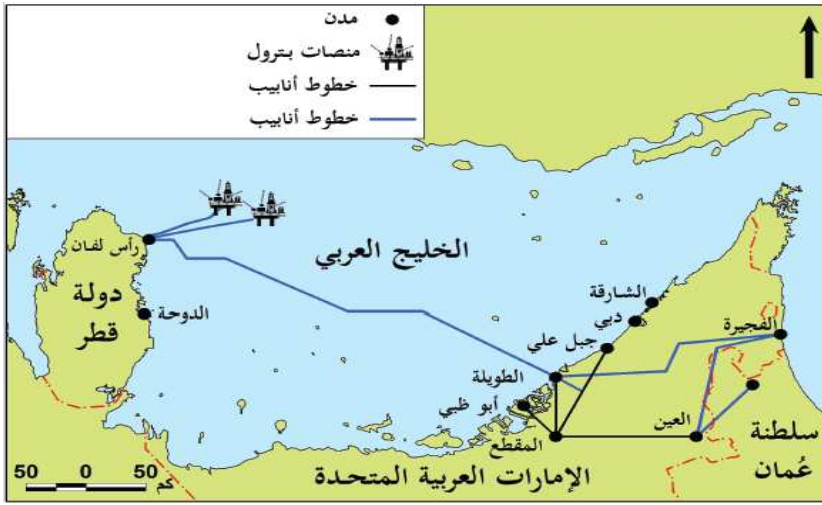 مدن
منصات بترول
خطوط أنابيب
خطوط أنابيب
رأس لفان
الخليج العربي
دولة
قطر
الدوحة
الشارقة
دبي
جبل علي
الفجيرة
الطويلة
أبو ظبي
المقطع
العين
سلطنة
عُمان
الإمارات العربية المتحدة
50 0 50
كم